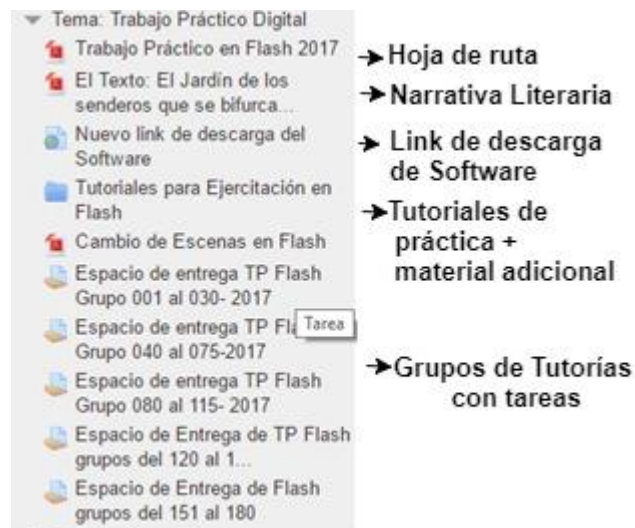 Tema: Trabajo Práctico Digital
Trabajo Práctico en Flash 2017
El Texto: El Jardín de los
senderos que se bifurca...
Nuevo link de descarga del
Software
Tutoriales para Ejercitación en
Flash
Cambio de Escenas en Flash
Espacio de entrega TP Flash
Grupo 001 al 030- 2017
Espacio de entrega TP Fl
Tarea
Grupo 040 al 075-2017
Espacio de entrega TP Flash
Grupo 080 al 115- 2017
Espacio de Entrega de TP Flash
grupos del 120 al 1...
Espacio de Entrega de Flash
grupos del 151 al 180
Hoja de ruta
Narrativa Literaria
Link de descarga
de Software
Tutoriales de
práctica +
material adicional
Grupos de Tutorías
con tareas